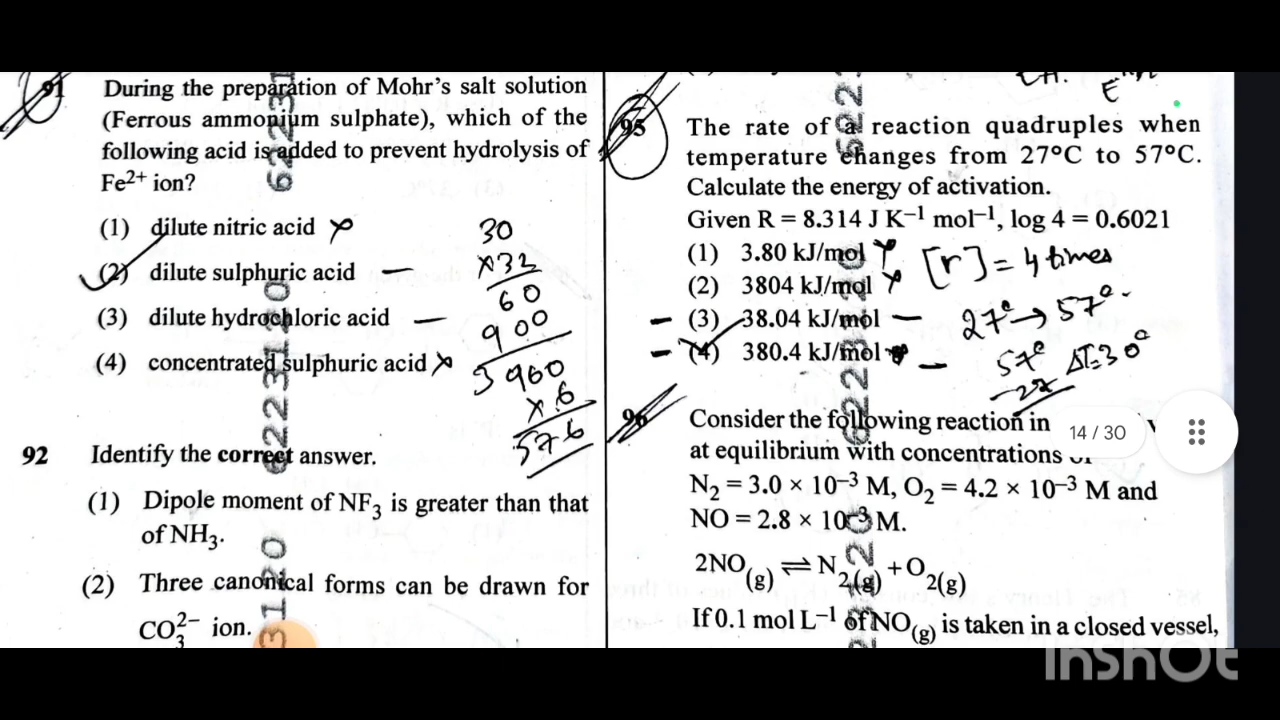 91 During the preparation of Mohr's salt solution
(Ferrous ammonium sulphate), which of the
following acid is added to prevent hydrolysis of
Fe2+ ion?
(1) dilute nitric acid
(2) dilute sulphuric acid —
(3) dilute hydrochloric acid —
(4) concentrated sulphuric acid
30
×32
60
900
3960
×.6
576
92 Identify the correct answer.
(1) Dipole moment of NF3 is greater than that
of NH3.
(2) Three canonical forms can be drawn for
CO3^2− ion.
6223120
95 The rate of a reaction quadruples when
temperature changes from 27°C to 57°C.
Calculate the energy of activation.
Given R = 8.314 J K–1 mol–1, log 4 = 0.6021
(1) 3.80 kJ/mol
(2) 3804 kJ/mol
(3) 38.04 kJ/mol —
(4) 380.4 kJ/mol —
[r] = 4 times
27° → 57°
57° ΔT=30°
27
96 Consider the following reaction in
at equilibrium with concentrations
N2 = 3.0 × 10–3 M, O2 = 4.2 × 10–3 M and
NO = 2.8 × 10–3 M.
2NO(g) ⇌ N2(g) + O2(g)
If 0.1 mol L–1 of NO(g) is taken in a closed vessel,
14 / 30
InShOt